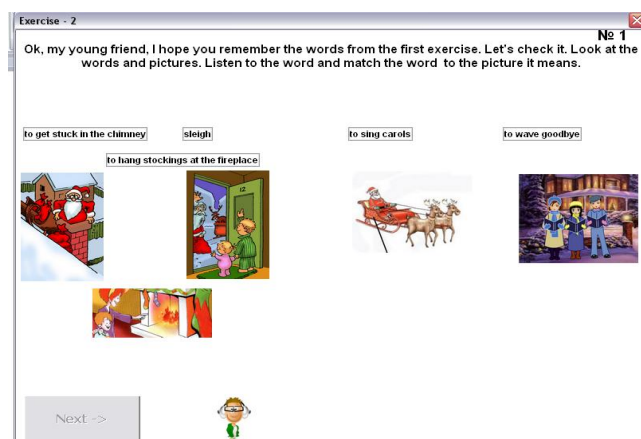 Exercise - 2
№ 1
Ok, my young friend, I hope you remember the words from the first exercise. Let's check it. Look at the
words and pictures. Listen to the word and match the word to the picture it means.
to get stuck in the chimney
sleigh
to sing carols
to wave goodbye
to hang stockings at the fireplace
12
Next ->